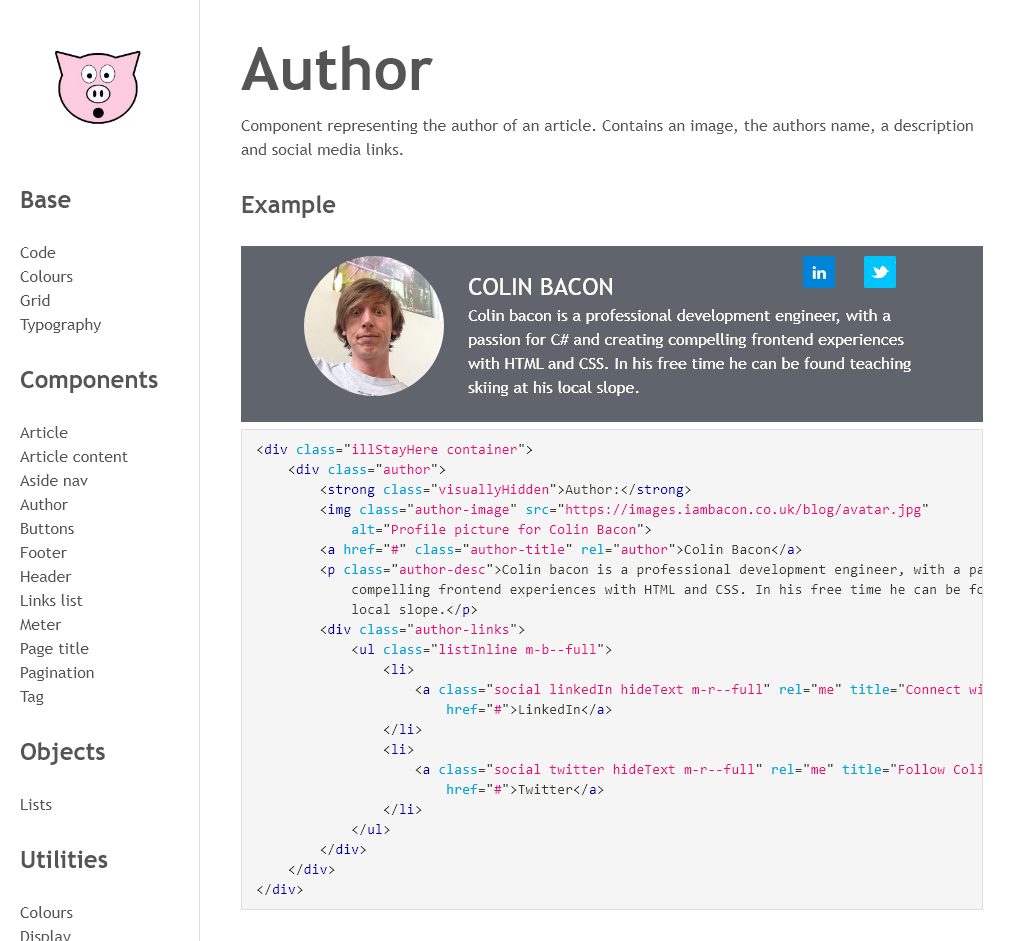 Base
Code
Colours
Grid
Typography
Components
Article
Article content
Aside nav
Author
Buttons
Footer
Header
Links list
Meter
Page title
Pagination
Tag
Objects
Lists
Utilities
Colours
Display
Author
Component representing the author of an article. Contains an image, the authors name, a description
and social media links.
Example
in
COLIN BACON
Colin bacon is a professional development engineer, with a
passion for C# and creating compelling frontend experiences
with HTML and CSS. In his free time he can be found teaching
skiing at his local slope.
<div class="illStayHere container">
    <div class="author">
        <strong class="visuallyHidden">Author:</strong>
        <img class="author-image" src="https://images.iambacon.co.uk/blog/avatar.jpg"
            alt="Profile picture for Colin Bacon">
        <a href="#" class="author-title" rel="author">Colin Bacon</a>
        <p class="author-desc">Colin bacon is a professional development engineer, with a pa
            compelling frontend experiences with HTML and CSS. In his free time he can be fo
            local slope.</p>
        <div class="author-links">
            <ul class="listInline m-b--full">
                <li>
                    <a class="social linkedIn hideText m-r--full" rel="me" title="Connect wi
                        href="#">LinkedIn</a>
                </li>
                <li>
                    <a class="social twitter hideText m-r--full" rel="me" title="Follow Coli
                        href="#">Twitter</a>
                </li>
            </ul>
        </div>
    </div>
</div>